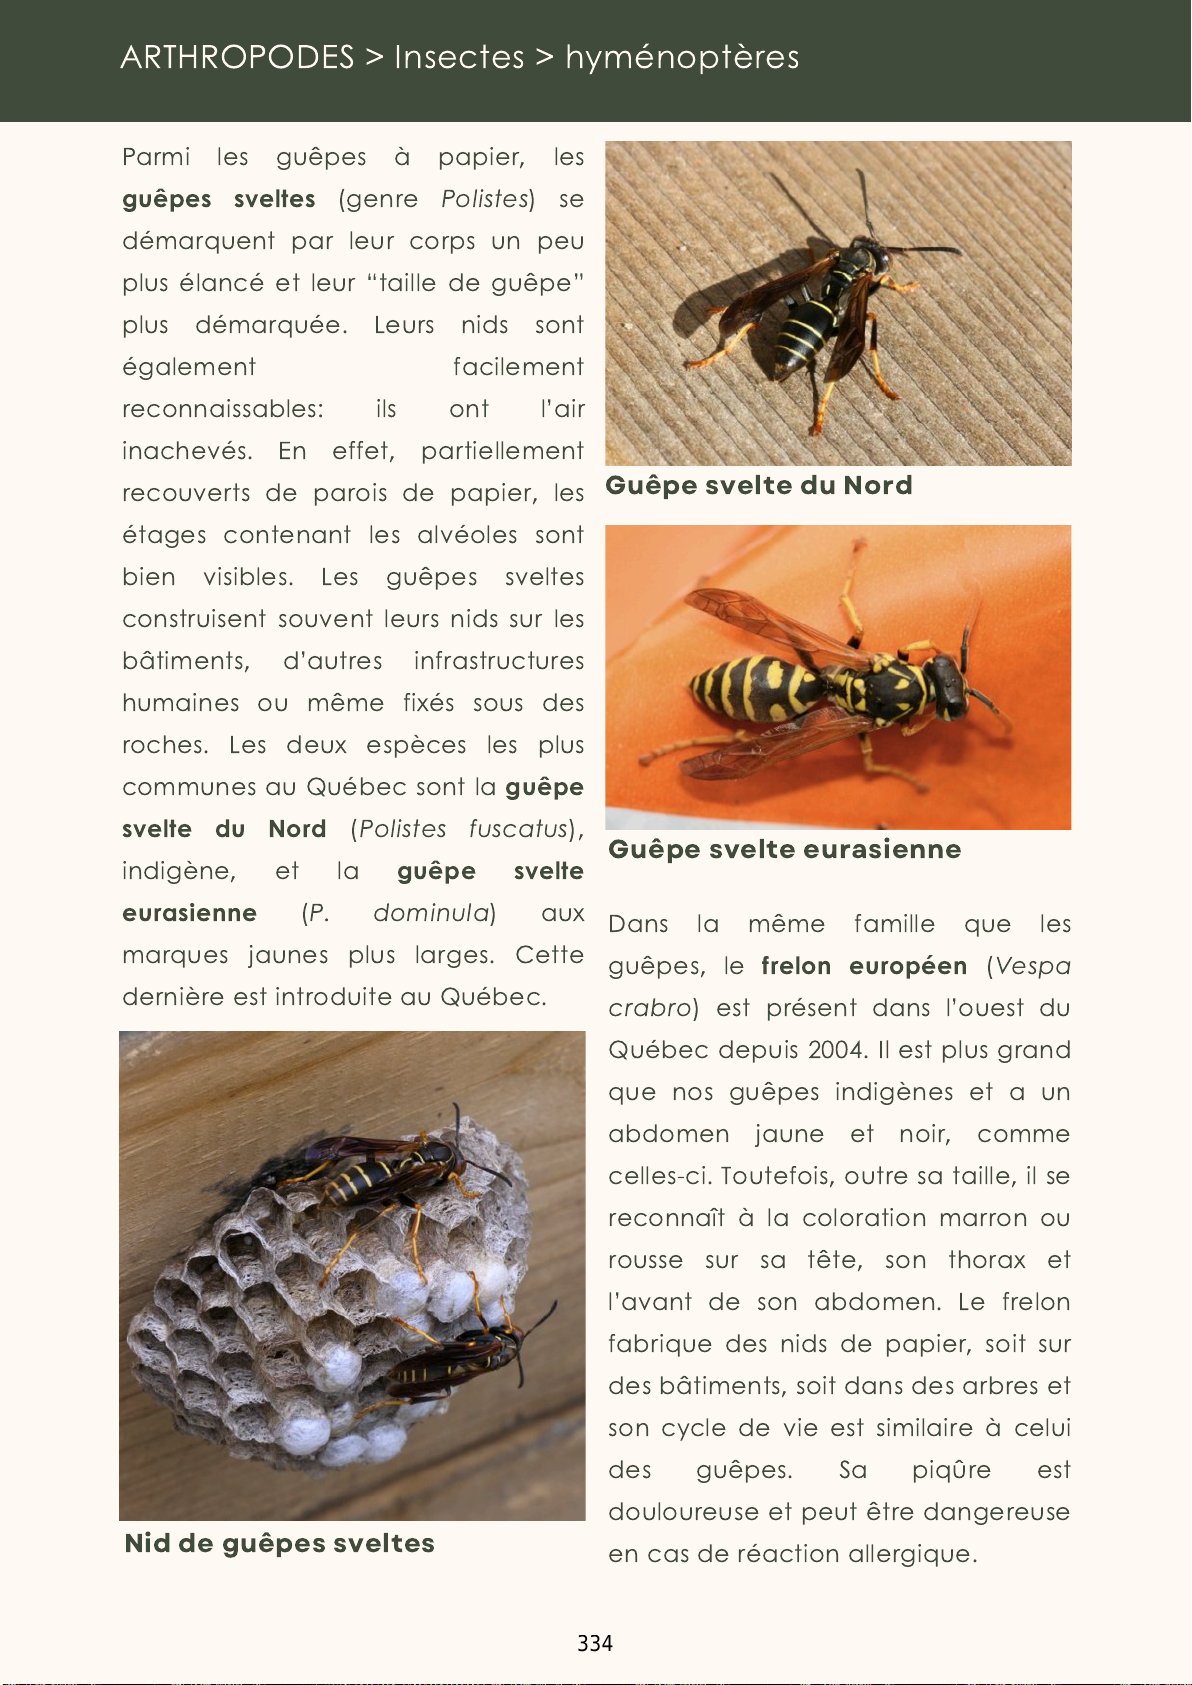 ARTHROPODES > Insectes > hyménoptères
Parmi les guêpes à papier, les
guêpes sveltes (genre Polistes) se
démarquent par leur corps un peu
plus élancé et leur “taille de guêpe”
plus démarquée. Leurs nids sont
également facilement
reconnaissables: ils ont l’air
inachevés. En effet, partiellement
recouverts de parois de papier, les
étages contenant les alvéoles sont
bien visibles. Les guêpes sveltes
construisent souvent leurs nids sur les
bâtiments, d’autres infrastructures
humaines ou même fixés sous des
roches. Les deux espèces les plus
communes au Québec sont la guêpe
svelte du Nord (Polistes fuscatus),
indigène, et la guêpe svelte
eurasienne (P. dominula) aux
marques jaunes plus larges. Cette
dernière est introduite au Québec.
Nid de guêpes sveltes
Guêpe svelte du Nord
Guêpe svelte eurasienne
Dans la même famille que les
guêpes, le frelon européen (Vespa
crabro) est présent dans l’ouest du
Québec depuis 2004. Il est plus grand
que nos guêpes indigènes et a un
abdomen jaune et noir, comme
celles-ci. Toutefois, outre sa taille, il se
reconnaît à la coloration marron ou
rousse sur sa tête, son thorax et
l’avant de son abdomen. Le frelon
fabrique des nids de papier, soit sur
des bâtiments, soit dans des arbres et
son cycle de vie est similaire à celui
des guêpes. Sa piqûre est
douloureuse et peut être dangereuse
en cas de réaction allergique.
334